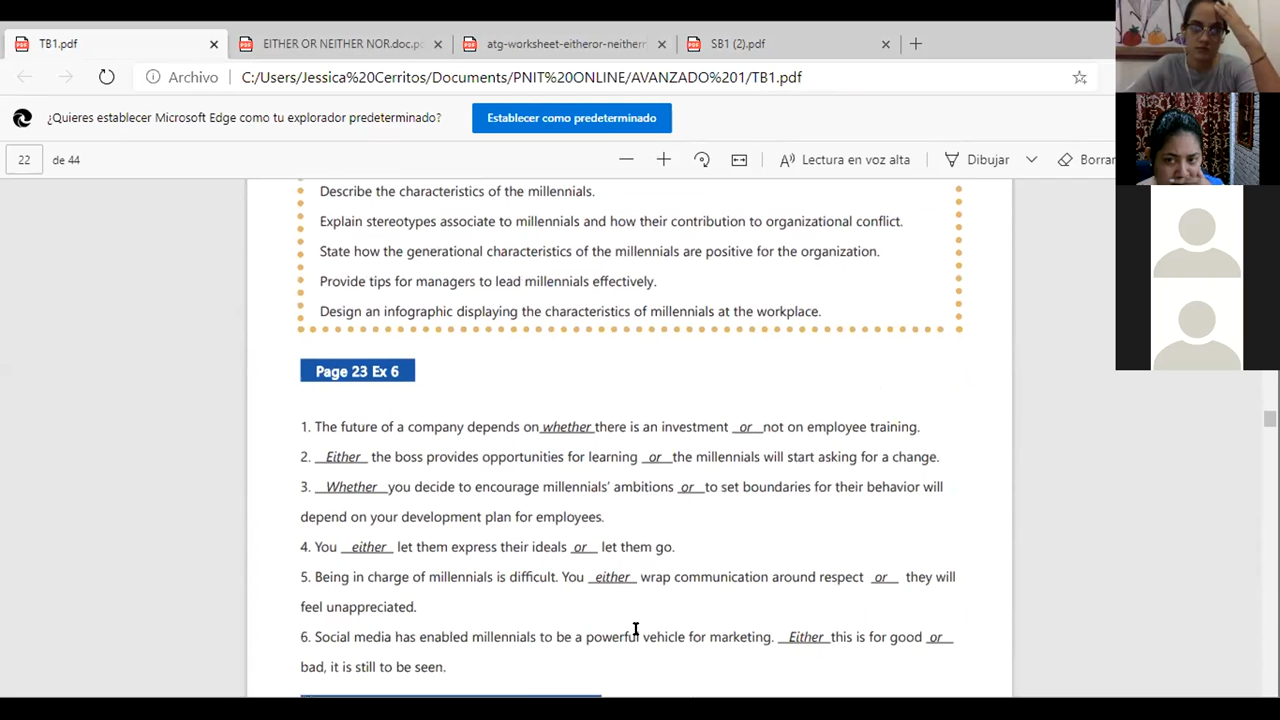 TB1.pdf
EITHER OR NEITHER NOR.doc.p
atg-worksheet-eitheror-neithern
SB1 (2).pdf
Archivo C:/Users/Jessica%20Cerritos/Documents/PNIT%20ONLINE/AVANZADO%201/TB1.pdf
¿Quieres establecer Microsoft Edge como tu explorador predeterminado? Establecer como predeterminado
22 de 44 Lectura en voz alta Dibujar Borrar
Describe the characteristics of the millennials.
Explain stereotypes associate to millennials and how their contribution to organizational conflict.
State how the generational characteristics of the millennials are positive for the organization.
Provide tips for managers to lead millennials effectively.
Design an infographic displaying the characteristics of millennials at the workplace.
Page 23 Ex 6
1. The future of a company depends on whether there is an investment or not on employee training.
2. Either the boss provides opportunities for learning or the millennials will start asking for a change.
3. Whether you decide to encourage millennials' ambitions or to set boundaries for their behavior will
depend on your development plan for employees.
4. You either let them express their ideals or let them go.
5. Being in charge of millennials is difficult. You either wrap communication around respect or they will
feel unappreciated.
6. Social media has enabled millennials to be a powerful vehicle for marketing. Either this is for good or
bad, it is still to be seen.